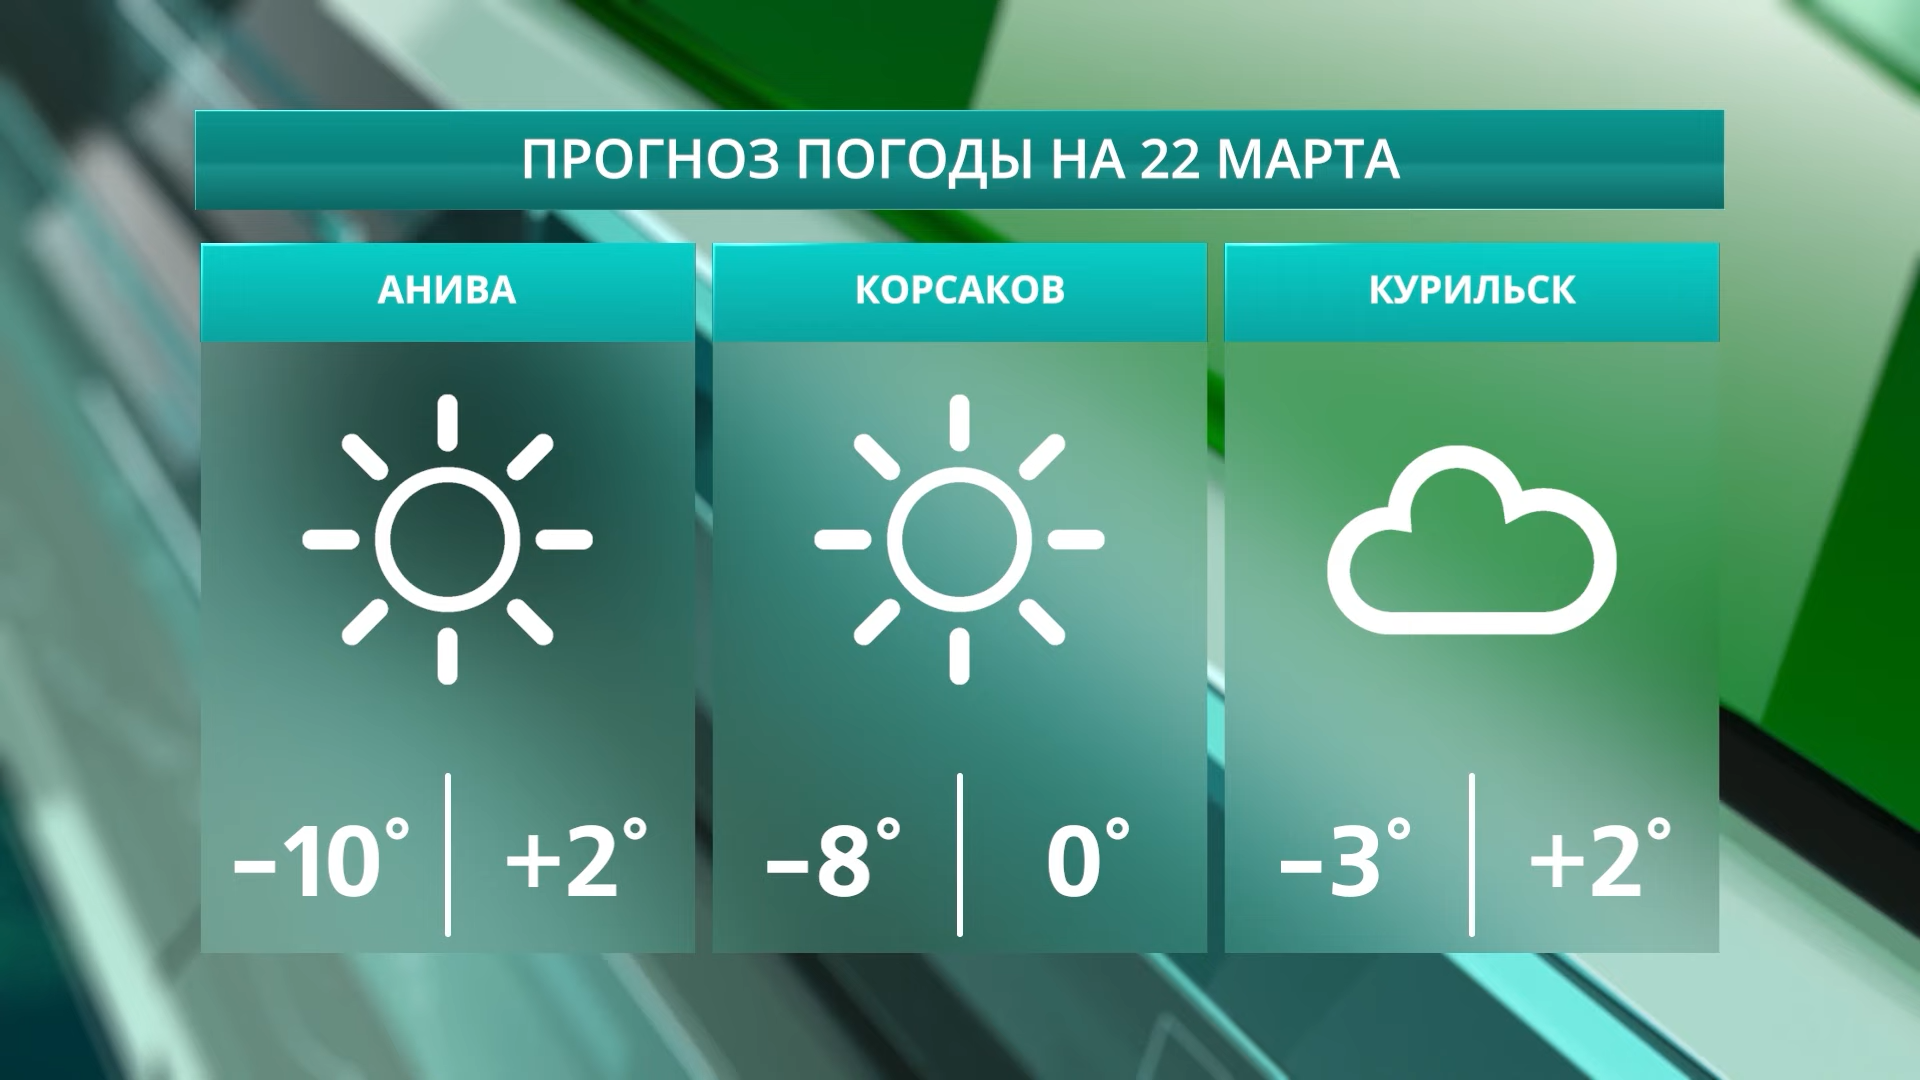 ПРОГНОЗ ПОГОДЫ НА 22 МАРТА
АНИВА
–10° +2°
КОРСАКОВ
–8° 0°
КУРИЛЬСК
–3° +2°